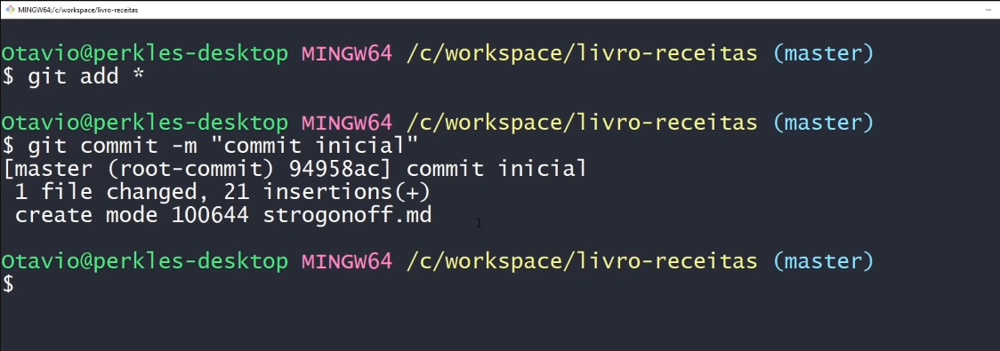 MINGW64:/c/workspace/livro-receitas
Otavio@perkles-desktop MINGW64 /c/workspace/livro-receitas (master)
$ git add *
Otavio@perkles-desktop MINGW64 /c/workspace/livro-receitas (master)
$ git commit -m "commit inicial"
[master (root-commit) 94958ac] commit inicial
 1 file changed, 21 insertions(+)
 create mode 100644 strogonoff.md
Otavio@perkles-desktop MINGW64 /c/workspace/livro-receitas (master)
$